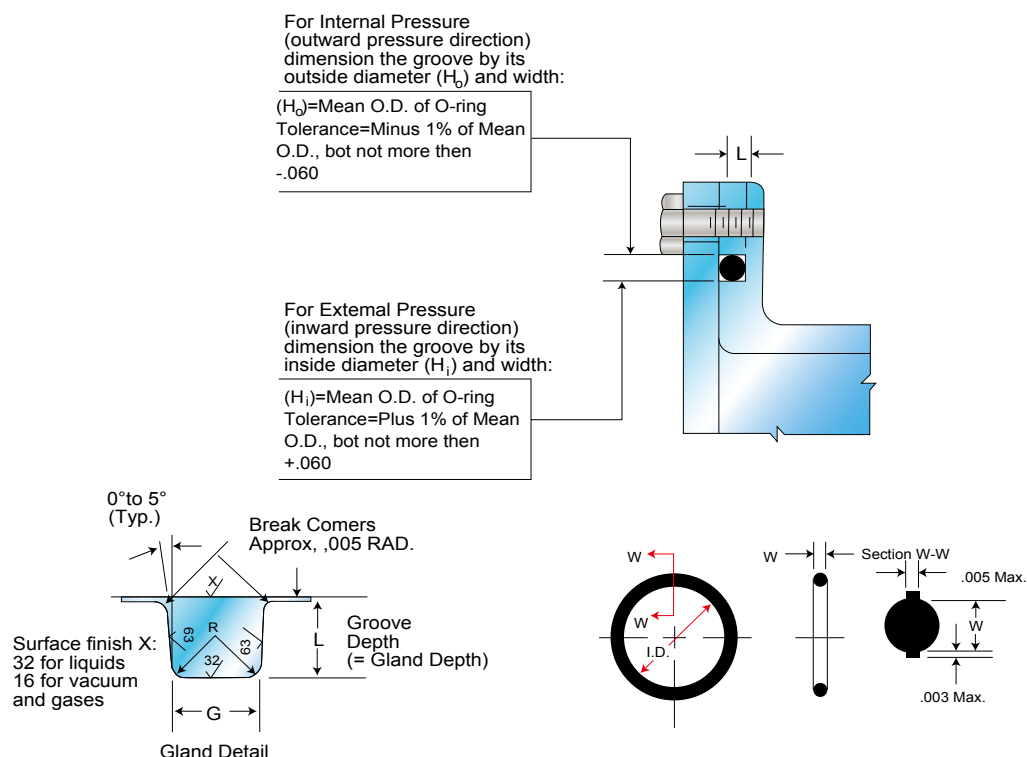 For Internal Pressure
(outward pressure direction)
dimension the groove by its
outside diameter (Ho) and width:
(Ho)=Mean O.D. of O-ring
Tolerance=Minus 1% of Mean
O.D., bot not more then
-.060
L
For External Pressure
(inward pressure direction)
dimension the groove by its
inside diameter (Hi) and width:
(Hi)=Mean O.D. of O-ring
Tolerance=Plus 1% of Mean
O.D., bot not more then
+.060
0°to 5°
(Typ.)
Break Comers
Approx, ,005 RAD.
X
63
R
63
32
L
Groove
Depth
(= Gland Depth)
Surface finish X:
32 for liquids
16 for vacuum
and gases
G
Gland Detail
W
W
I.D.
W
Section W-W
.005 Max.
W
.003 Max.